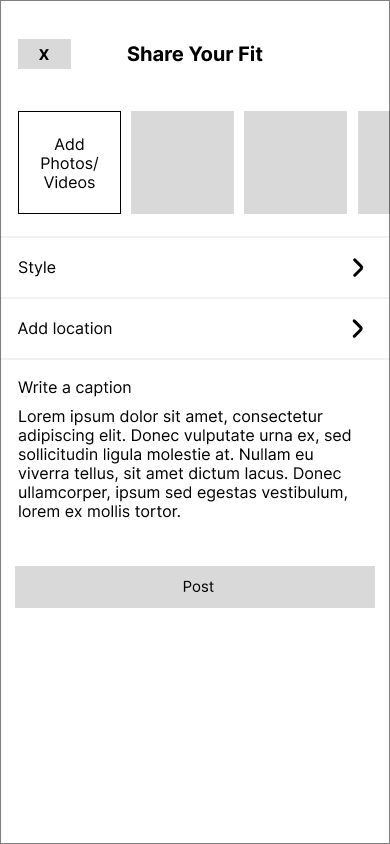 X
Share Your Fit
Add
Photos/
Videos
Style
Add location
Write a caption
Lorem ipsum dolor sit amet, consectetur
adipiscing elit. Donec vulputate urna ex, sed
sollicitudin ligula molestie at. Nullam eu
viverra tellus, sit amet dictum lacus. Donec
ullamcorper, ipsum sed egestas vestibulum,
lorem ex mollis tortor.
Post